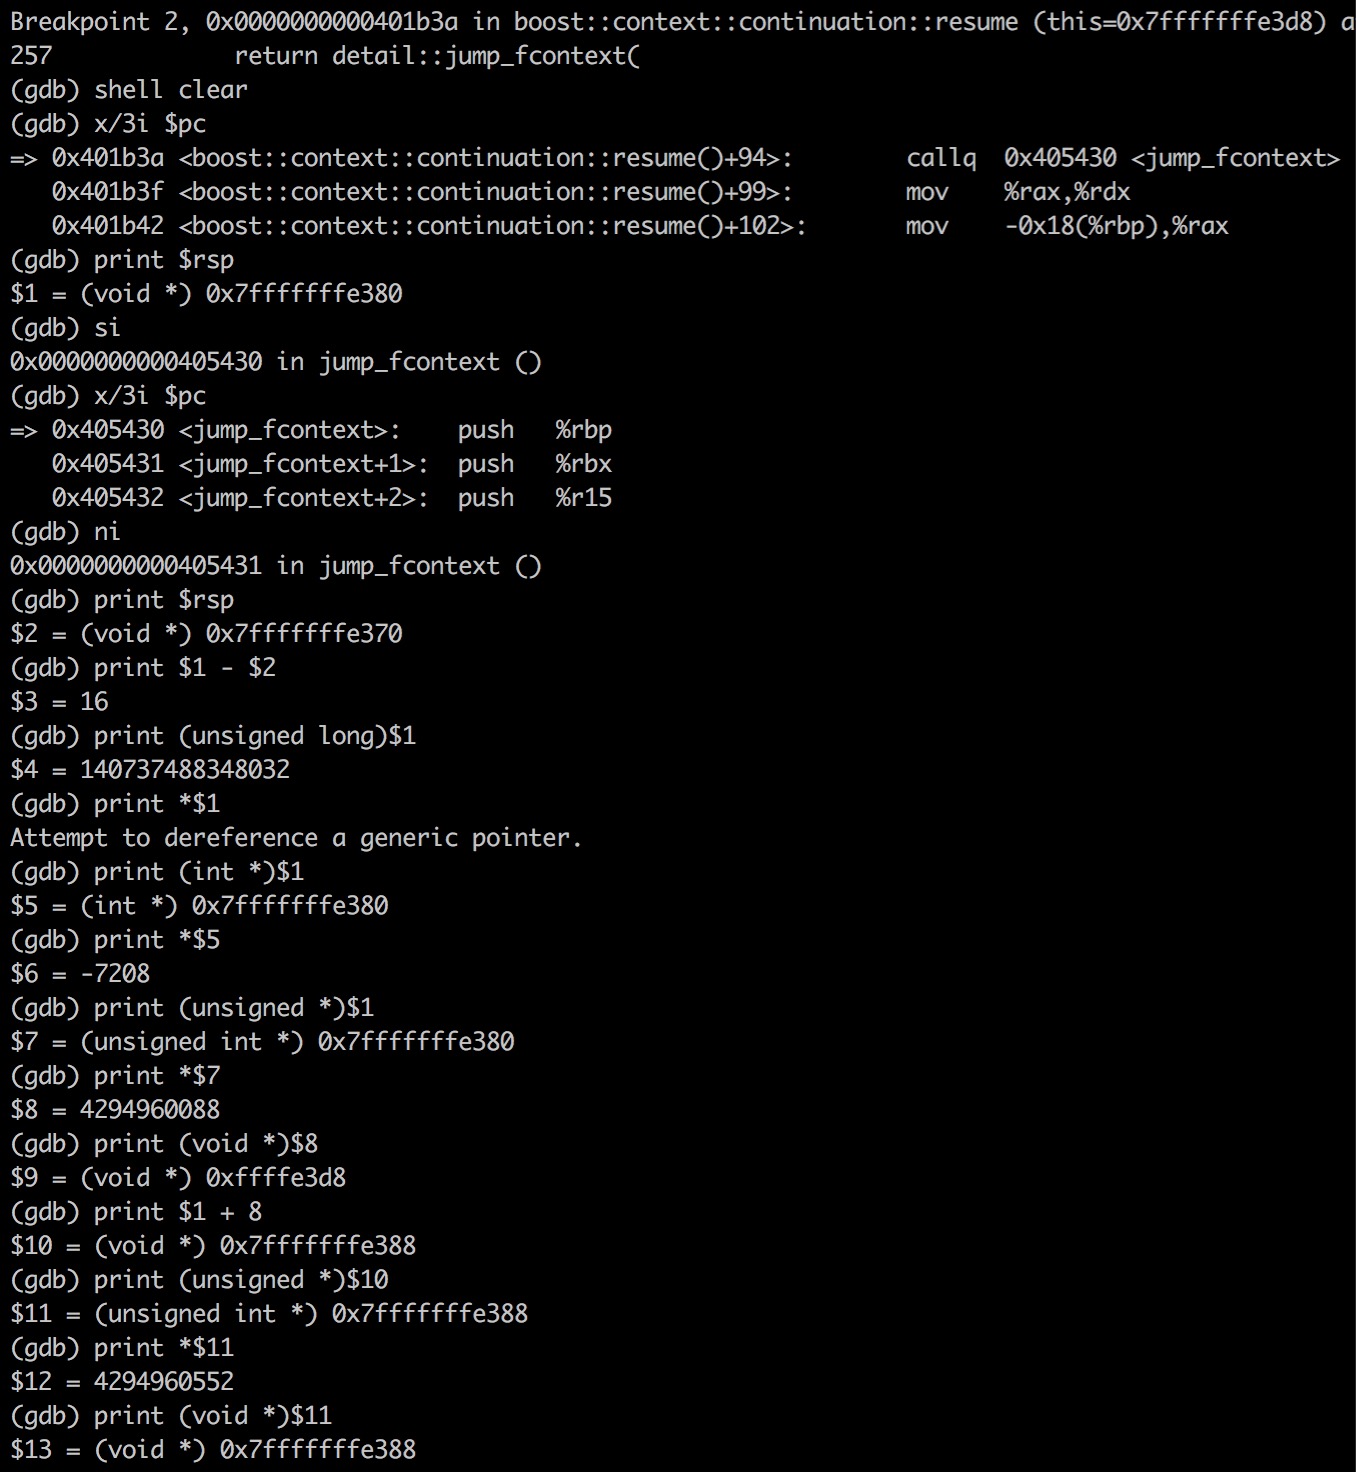 Breakpoint 2, 0x0000000000401b3a in boost::context::continuation::resume (this=0x7fffffffe3d8) a
257             return detail::jump_fcontext(
(gdb) shell clear
(gdb) x/3i $pc
=> 0x401b3a <boost::context::continuation::resume()+94>:        callq  0x405430 <jump_fcontext>
   0x401b3f <boost::context::continuation::resume()+99>:        mov    %rax,%rdx
   0x401b42 <boost::context::continuation::resume()+102>:       mov    -0x18(%rbp),%rax
(gdb) print $rsp
$1 = (void *) 0x7fffffffe380
(gdb) si
0x0000000000405430 in jump_fcontext ()
(gdb) x/3i $pc
=> 0x405430 <jump_fcontext>:    push   %rbp
   0x405431 <jump_fcontext+1>:  push   %rbx
   0x405432 <jump_fcontext+2>:  push   %r15
(gdb) ni
0x0000000000405431 in jump_fcontext ()
(gdb) print $rsp
$2 = (void *) 0x7fffffffe370
(gdb) print $1 - $2
$3 = 16
(gdb) print (unsigned long)$1
$4 = 140737488348032
(gdb) print *$1
Attempt to dereference a generic pointer.
(gdb) print (int *)$1
$5 = (int *) 0x7fffffffe380
(gdb) print *$5
$6 = -7208
(gdb) print (unsigned *)$1
$7 = (unsigned int *) 0x7fffffffe380
(gdb) print *$7
$8 = 4294960088
(gdb) print (void *)$8
$9 = (void *) 0xffffe3d8
(gdb) print $1 + 8
$10 = (void *) 0x7fffffffe388
(gdb) print (unsigned *)$10
$11 = (unsigned int *) 0x7fffffffe388
(gdb) print *$11
$12 = 4294960552
(gdb) print (void *)$11
$13 = (void *) 0x7fffffffe388